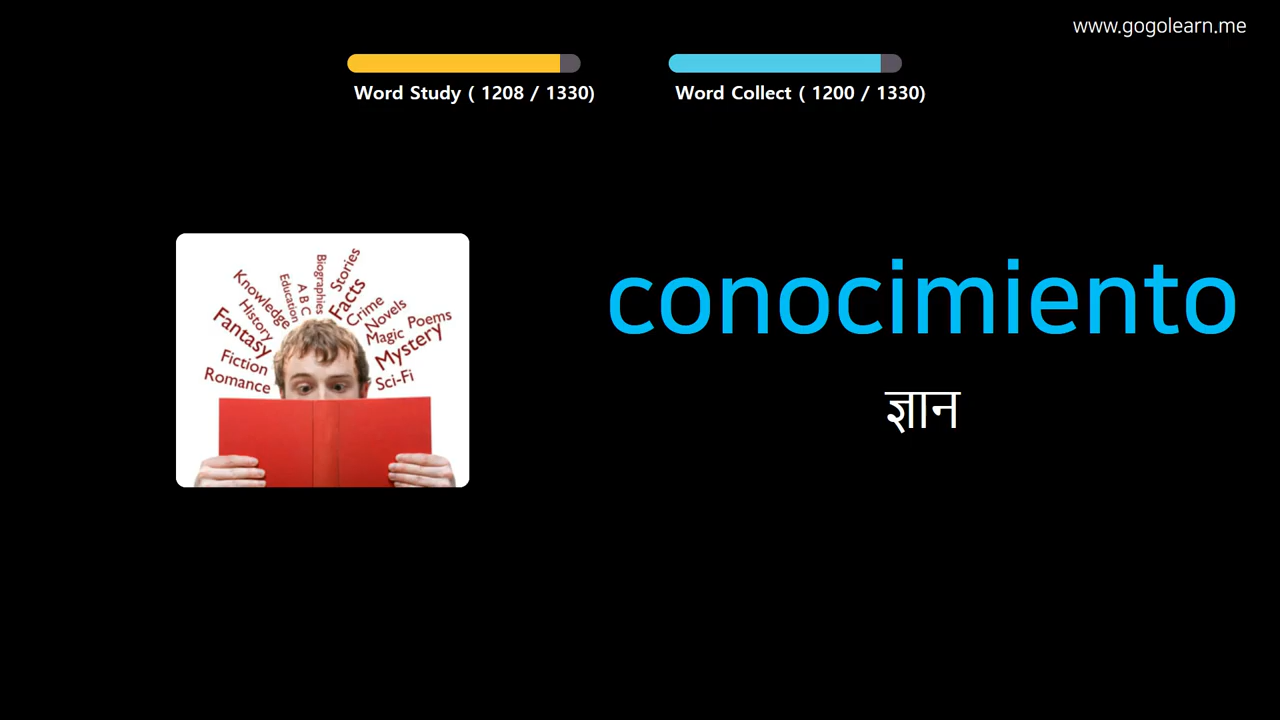 www.gogolearn.me
Word Study ( 1208 / 1330)
Word Collect ( 1200 / 1330)
Knowledge
Education
A B C
Biographies
Stories
Facts
Crime
Novels
Magic
Poems
Mystery
Sci-Fi
History
Fantasy
Fiction
Romance
conocimiento
ज्ञान